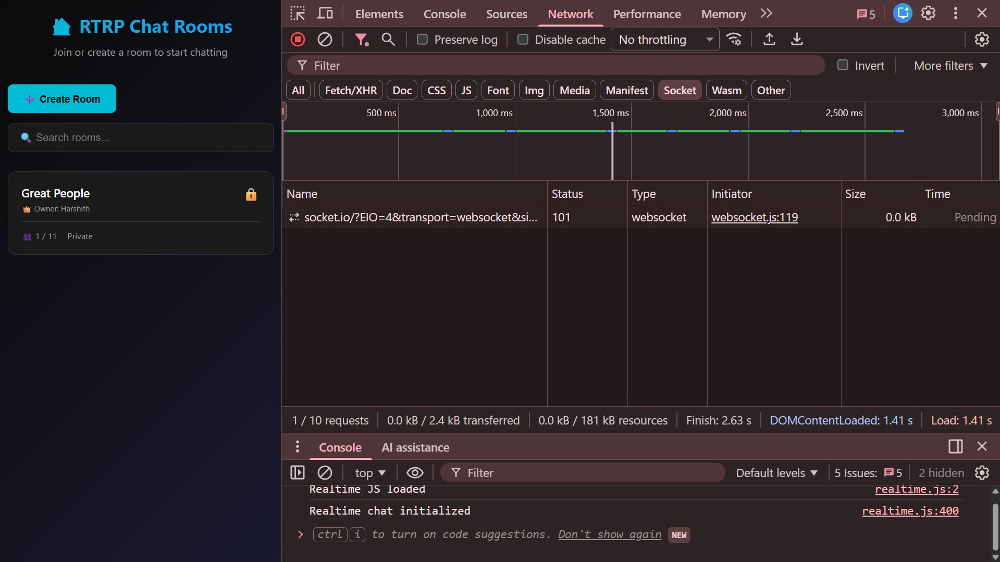 RTRP Chat Rooms
Join or create a room to start chatting
Create Room
Search rooms...
Great People
Owner: Harshith
1 / 11 Private
Elements Console Sources Network Performance Memory 5
Preserve log Disable cache No throttling
Filter Invert More filters
All Fetch/XHR Doc CSS JS Font Img Media Manifest Socket Wasm Other
500 ms 1,000 ms 1,500 ms 2,000 ms 2,500 ms 3,000 ms
Name Status Type Initiator Size Time
socket.io/?EIO=4&transport=websocket&si... 101 websocket websocket.js:119 0.0 kB Pending
1 / 10 requests 0.0 kB / 2.4 kB transferred 0.0 kB / 181 kB resources Finish: 2.63 s DOMContentLoaded: 1.41 s Load: 1.41 s
Console AI assistance
top Filter Default levels 5 Issues: 5 2 hidden
Realtime JS loaded realtime.js:2
Realtime chat initialized realtime.js:400
ctrl i to turn on code suggestions. Don't show again NEW